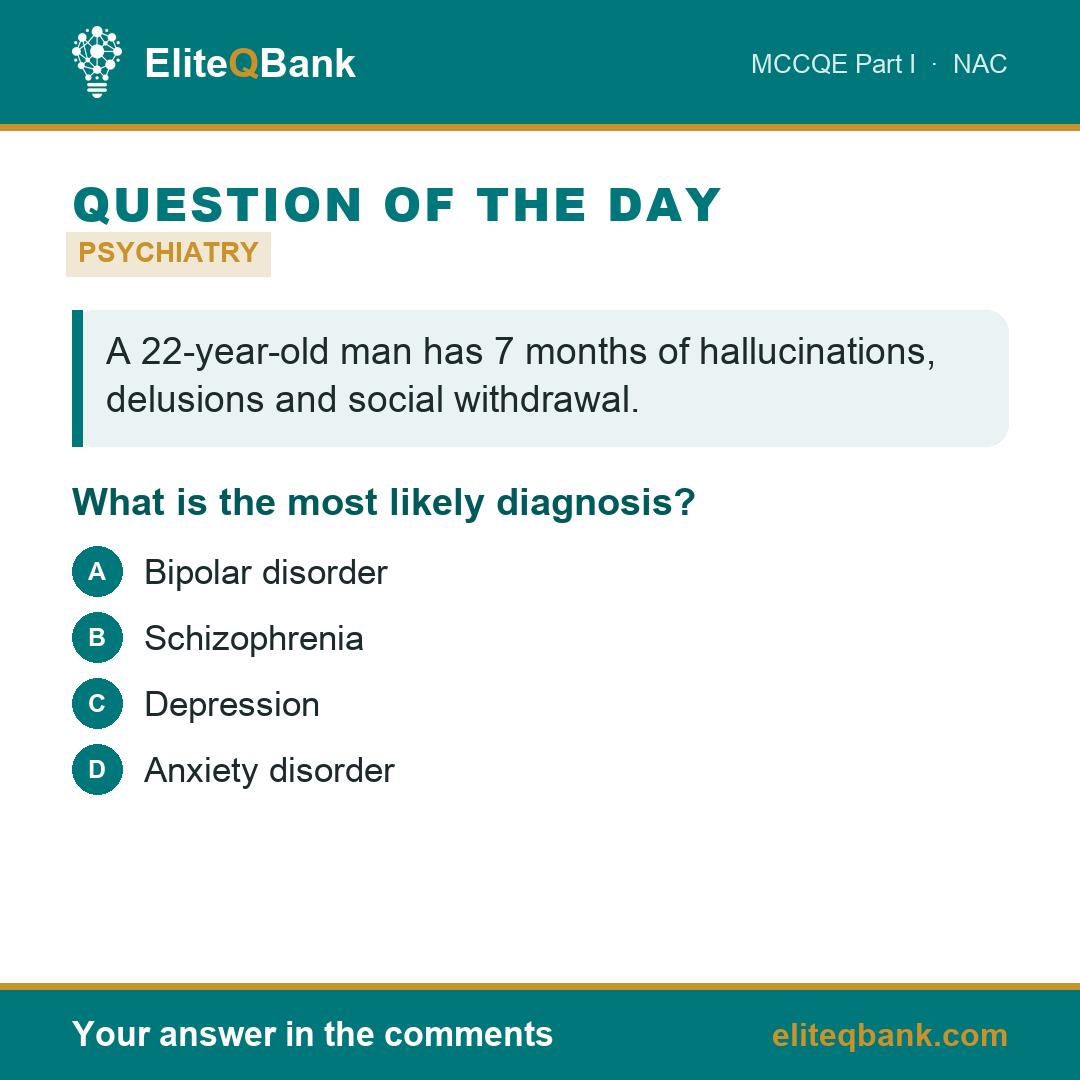 EliteQBank
MCCQE Part I · NAC
QUESTION OF THE DAY
PSYCHIATRY
A 22-year-old man has 7 months of hallucinations,
delusions and social withdrawal.
What is the most likely diagnosis?
A Bipolar disorder
B Schizophrenia
C Depression
D Anxiety disorder
Your answer in the comments
eliteqbank.com